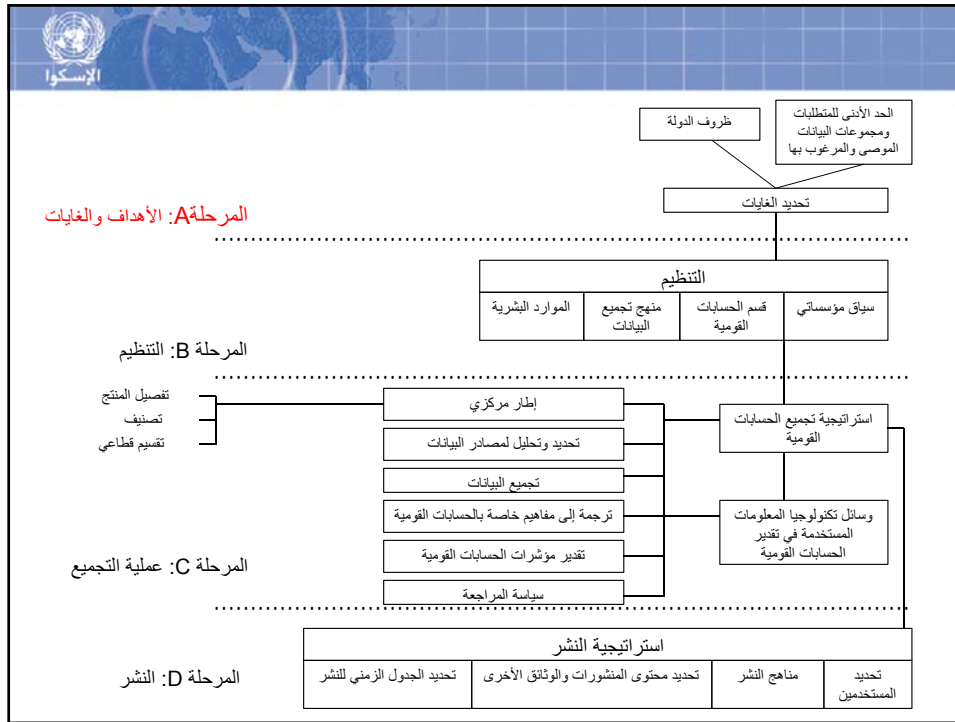 الإسكوا
الحد الأدنى للمتطلبات
ومجموعات البيانات
الموصى والمرغوب بها
ظروف الدولة
تحديد الغايات
المرحلةA: الأهداف والغايات
التنظيم
سياق مؤسساتي
قسم الحسابات
القومية
منهج تجميع
البيانات
الموارد البشرية
المرحلة B: التنظيم
استراتيجية تجميع الحسابات
القومية
إطار مركزي
تفصيل المنتج
تصنيف
تقسيم قطاعي
تحديد وتحليل لمصادر البيانات
تجميع البيانات
وسائل تكنولوجيا المعلومات
المستخدمة في تقدير
الحسابات القومية
ترجمة إلى مفاهيم خاصة بالحسابات القومية
تقدير مؤشرات الحسابات القومية
سياسة المراجعة
المرحلة C: عملية التجميع
استراتيجية النشر
تحديد
المستخدمين
مناهج النشر
تحديد محتوى المنشورات والوثائق الأخرى
تحديد الجدول الزمني للنشر
المرحلة D: النشر